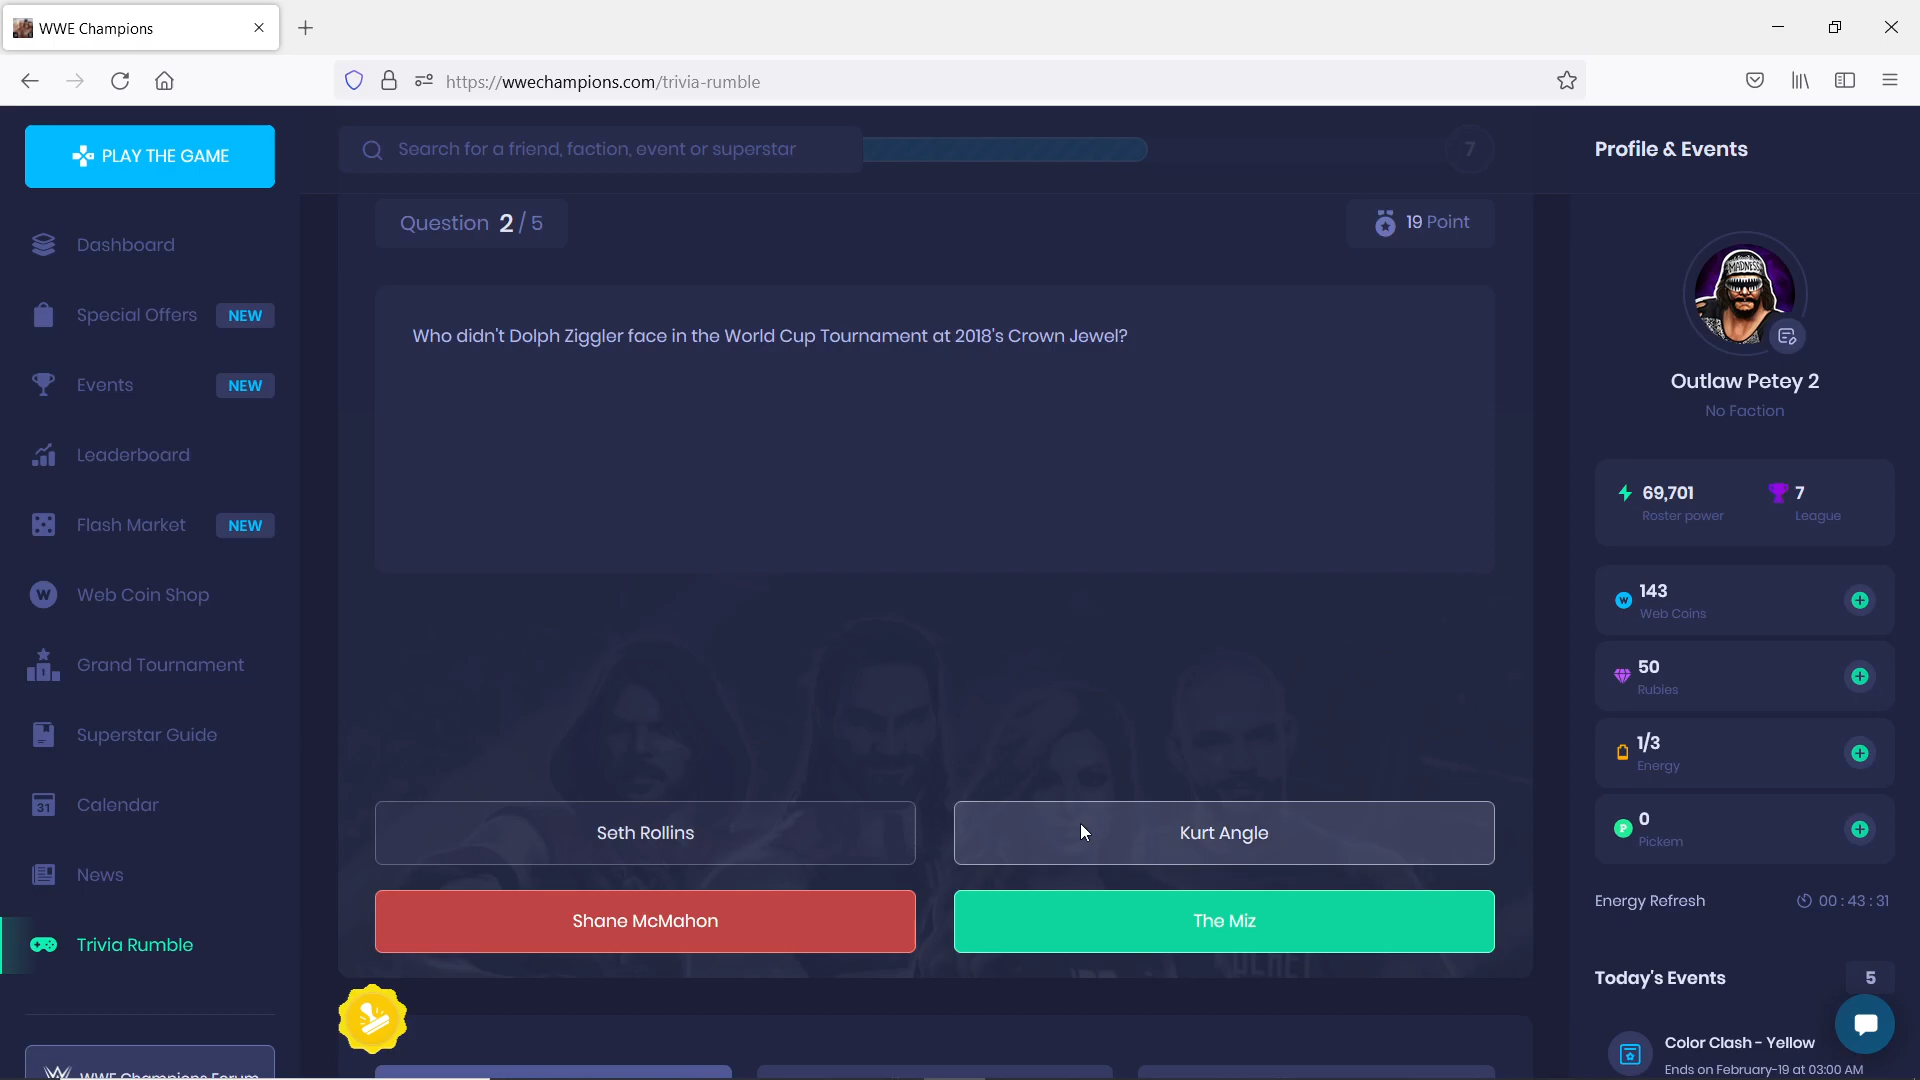 WWE Champions
https://wwechampions.com/trivia-rumble
PLAY THE GAME
Search for a friend, faction, event or superstar
7
Profile & Events
Question 2 / 5
19 Point
Dashboard
Special Offers NEW
Events NEW
Leaderboard
Flash Market NEW
Web Coin Shop
Grand Tournament
Superstar Guide
31 Calendar
News
Trivia Rumble
WWE Champions Forum
Who didn't Dolph Ziggler face in the World Cup Tournament at 2018's Crown Jewel?
Seth Rollins
Kurt Angle
Shane McMahon
The Miz
MADNESS
Outlaw Petey 2
No Faction
69,701
Roster power
7
League
143
Web Coins
50
Rubies
1/3
Energy
0
Pickem
Energy Refresh 00 : 43 : 31
Today's Events 5
Color Clash - Yellow
Ends on February-19 at 03:00 AM